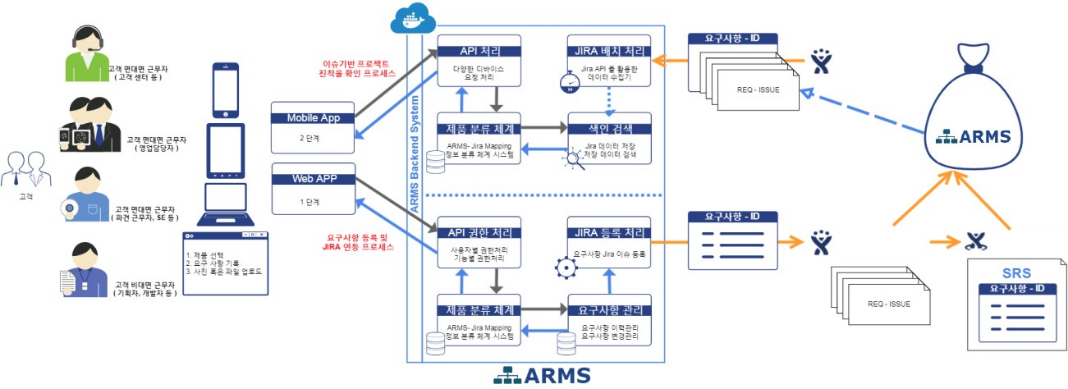 고객
고객 면대면 근무자
( 고객 센터 등 )
고객 면대면 근무자
( 영업담당자 )
고객 면대면 근무자
( 파견 근무자, SE 등 )
고객 비대면 근무자
( 기획자, 개발자 등 )
1. 제품 선택
2. 요구 사항 기록
3. 사진 혹은 파일 업로드
이슈기반 프로젝트
진척율 확인 프로세스
Mobile App
2 단계
Web APP
1 단계
요구사항 등록 및
JIRA 연동 프로세스
ARMS Backend System
API 처리
다양한 디바이스
요청 처리
JIRA 배치 처리
Jira API 를 활용한
데이터 수집기
제품 분류 체계
ARMS- Jira Mapping
정보 분류 체계 시스템
색인 검색
Jira 데이터 저장
저장 데이터 검색
API 권한 처리
사용자별 권한처리
기능별 권한처리
JIRA 등록 처리
요구사항 Jira 이슈 등록
제품 분류 체계
ARMS- Jira Mapping
정보 분류 체계 시스템
요구사항 관리
요구사항 이력관리
요구사항 변경관리
ARMS
요구사항 - ID
REQ - ISSUE
ARMS
요구사항 - ID
REQ - ISSUE
SRS
요구사항 - ID